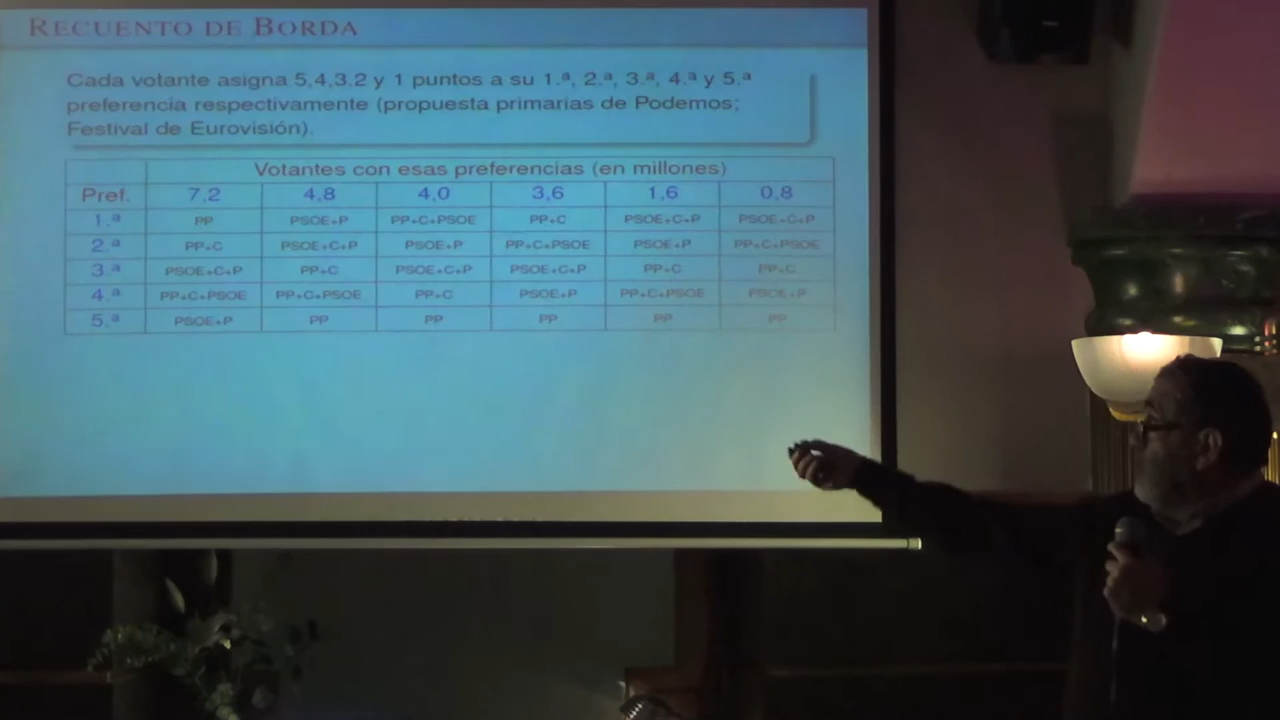 RECUENTO DE BORDA
Cada votante asigna 5,4,3,2 y 1 puntos a su 1.ª, 2.ª, 3.ª, 4.ª y 5.ª
preferencia respectivamente (propuesta primarias de Podemos;
Festival de Eurovisión).
Votantes con esas preferencias (en millones)
Pref. 7,2 4,8 4,0 3,6 1,6 0,8
1.ª PP PSOE+P PP+C+PSOE PP+C PSOE+C+P PSOE+C+P
2.ª PP+C PSOE+C+P PSOE+P PP+C+PSOE PSOE+P PP+C+PSOE
3.ª PSOE+C+P PP+C PSOE+C+P PSOE+C+P PP+C PP+C
4.ª PP+C+PSOE PP+C+PSOE PP+C PSOE+P PP+C+PSOE PSOE+P
5.ª PSOE+P PP PP PP PP PP